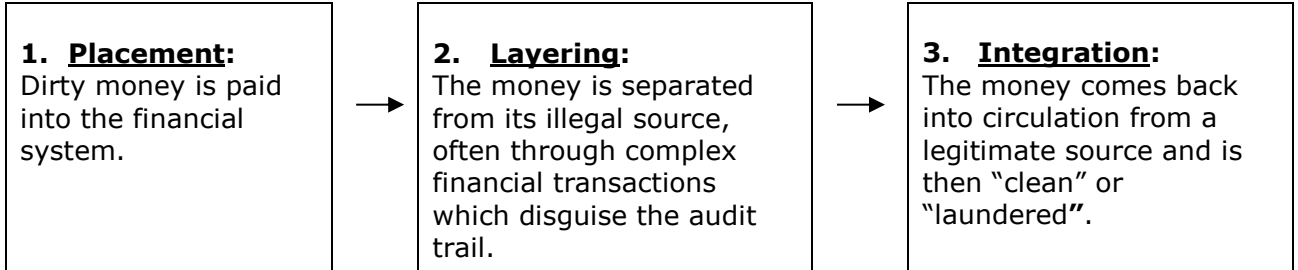 1. Placement:
Dirty money is paid
into the financial
system.
2. Layering:
The money is separated
from its illegal source,
often through complex
financial transactions
which disguise the audit
trail.
3. Integration:
The money comes back
into circulation from a
legitimate source and is
then “clean” or
“laundered”.